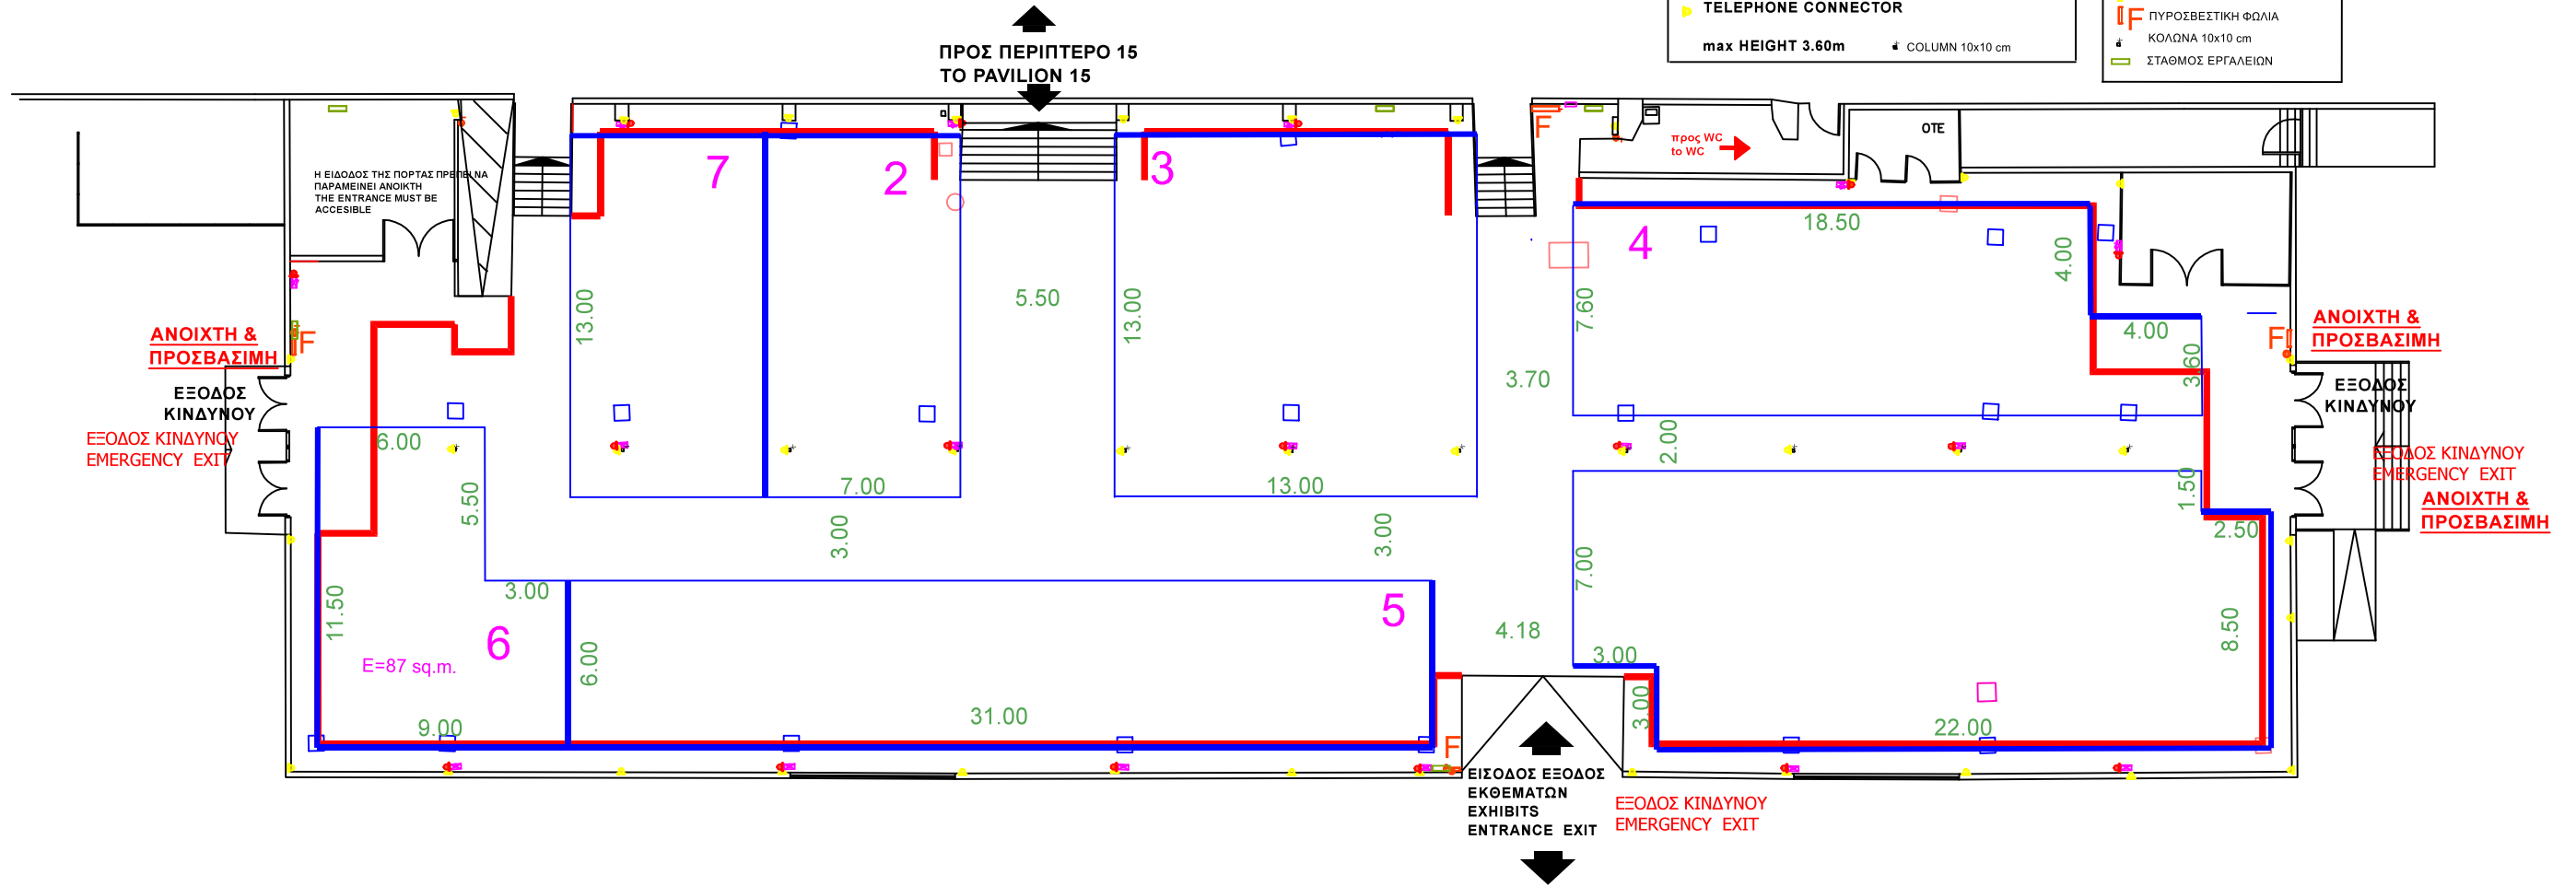 TELEPHONE CONNECTOR
max HEIGHT 3.60m
COLUMN 10x10 cm
F ΠΥΡΟΣΒΕΣΤΙΚΗ ΦΩΛΙΑ
ΚΟΛΩΝΑ 10x10 cm
ΣΤΑΘΜΟΣ ΕΡΓΑΛΕΙΩΝ
ΠΡΟΣ ΠΕΡΙΠΤΕΡΟ 15
TO PAVILION 15
Η ΕΙΔΟΔΟΣ ΤΗΣ ΠΟΡΤΑΣ ΠΡΕΠΕΙ ΝΑ
ΠΑΡΑΜΕΙΝΕΙ ΑΝΟΙΚΤΗ
THE ENTRANCE MUST BE
ACCESIBLE
7
2
3
F
προς WC
to WC
ΟΤΕ
4
18.50
4.00
13.00
5.50
13.00
7.60
3.70
4.00
3.60
ΑΝΟΙΧΤΗ &
ΠΡΟΣΒΑΣΙΜΗ
F
ΕΞΟΔΟΣ
ΚΙΝΔΥΝΟΥ
ΕΞΟΔΟΣ ΚΙΝΔΥΝΟΥ
EMERGENCY EXIT
F
ΑΝΟΙΧΤΗ &
ΠΡΟΣΒΑΣΙΜΗ
ΕΞΟΔΟΣ
ΚΙΝΔΥΝΟΥ
ΕΞΟΔΟΣ ΚΙΝΔΥΝΟΥ
EMERGENCY EXIT
ΑΝΟΙΧΤΗ &
ΠΡΟΣΒΑΣΙΜΗ
6.00
5.50
7.00
13.00
2.00
1.50
2.50
3.00
3.00
7.00
11.50
3.00
6
E=87 sq.m.
9.00
6.00
31.00
5
4.18
3.00
3.00
22.00
8.50
F
ΕΙΣΟΔΟΣ ΕΞΟΔΟΣ
ΕΚΘΕΜΑΤΩΝ
EXHIBITS
ENTRANCE EXIT
ΕΞΟΔΟΣ ΚΙΝΔΥΝΟΥ
EMERGENCY EXIT